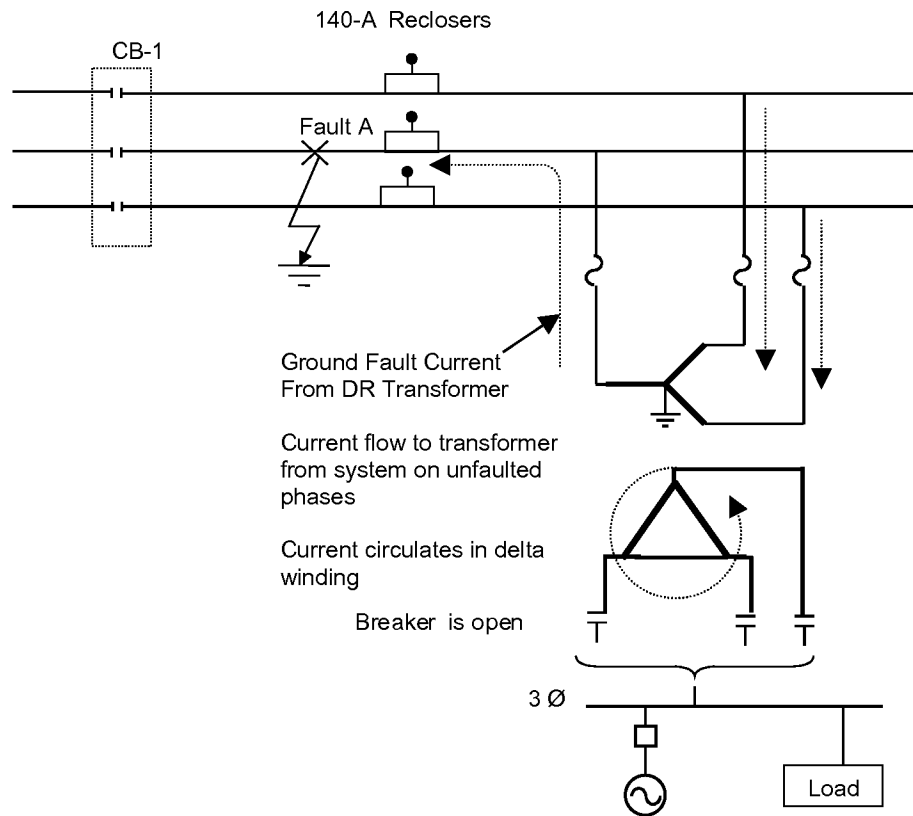 140-A Reclosers
CB-1
Fault A
Ground Fault Current
From DR Transformer
Current flow to transformer
from system on unfaulted
phases
Current circulates in delta
winding
Breaker is open
3 Ø
Load